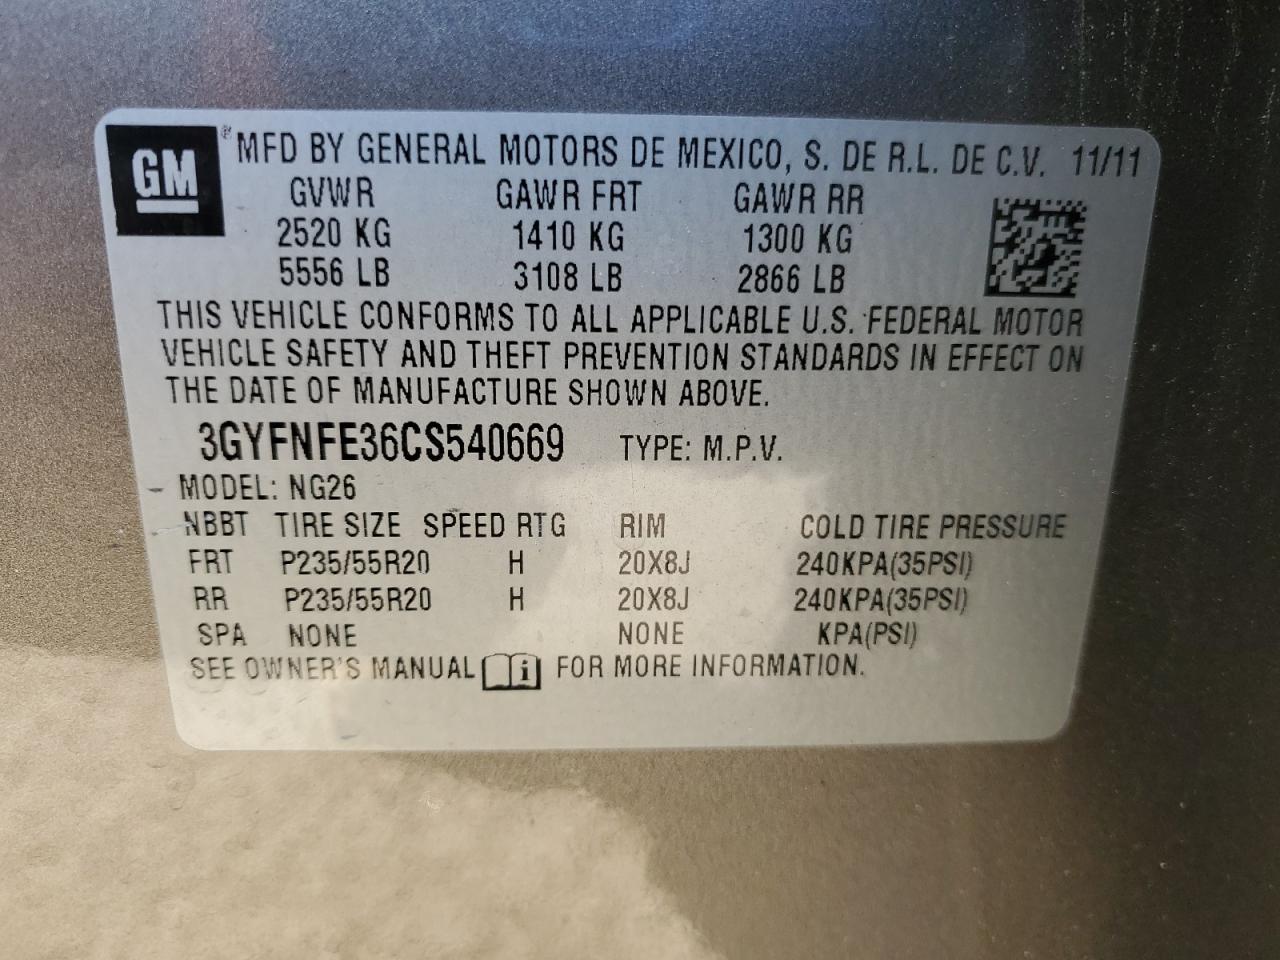 GM ® MFD BY GENERAL MOTORS DE MEXICO, S. DE R.L. DE C.V. 11/11
GVWR GAWR FRT GAWR RR
2520 KG 1410 KG 1300 KG
5556 LB 3108 LB 2866 LB
THIS VEHICLE CONFORMS TO ALL APPLICABLE U.S. FEDERAL MOTOR
VEHICLE SAFETY AND THEFT PREVENTION STANDARDS IN EFFECT ON
THE DATE OF MANUFACTURE SHOWN ABOVE.
3GYFNFE36CS540669 TYPE: M.P.V.
MODEL: NG26
NBBT TIRE SIZE SPEED RTG RIM COLD TIRE PRESSURE
FRT P235/55R20 H 20X8J 240KPA(35PSI)
RR P235/55R20 H 20X8J 240KPA(35PSI)
SPA NONE NONE KPA(PSI)
SEE OWNER'S MANUAL i FOR MORE INFORMATION.